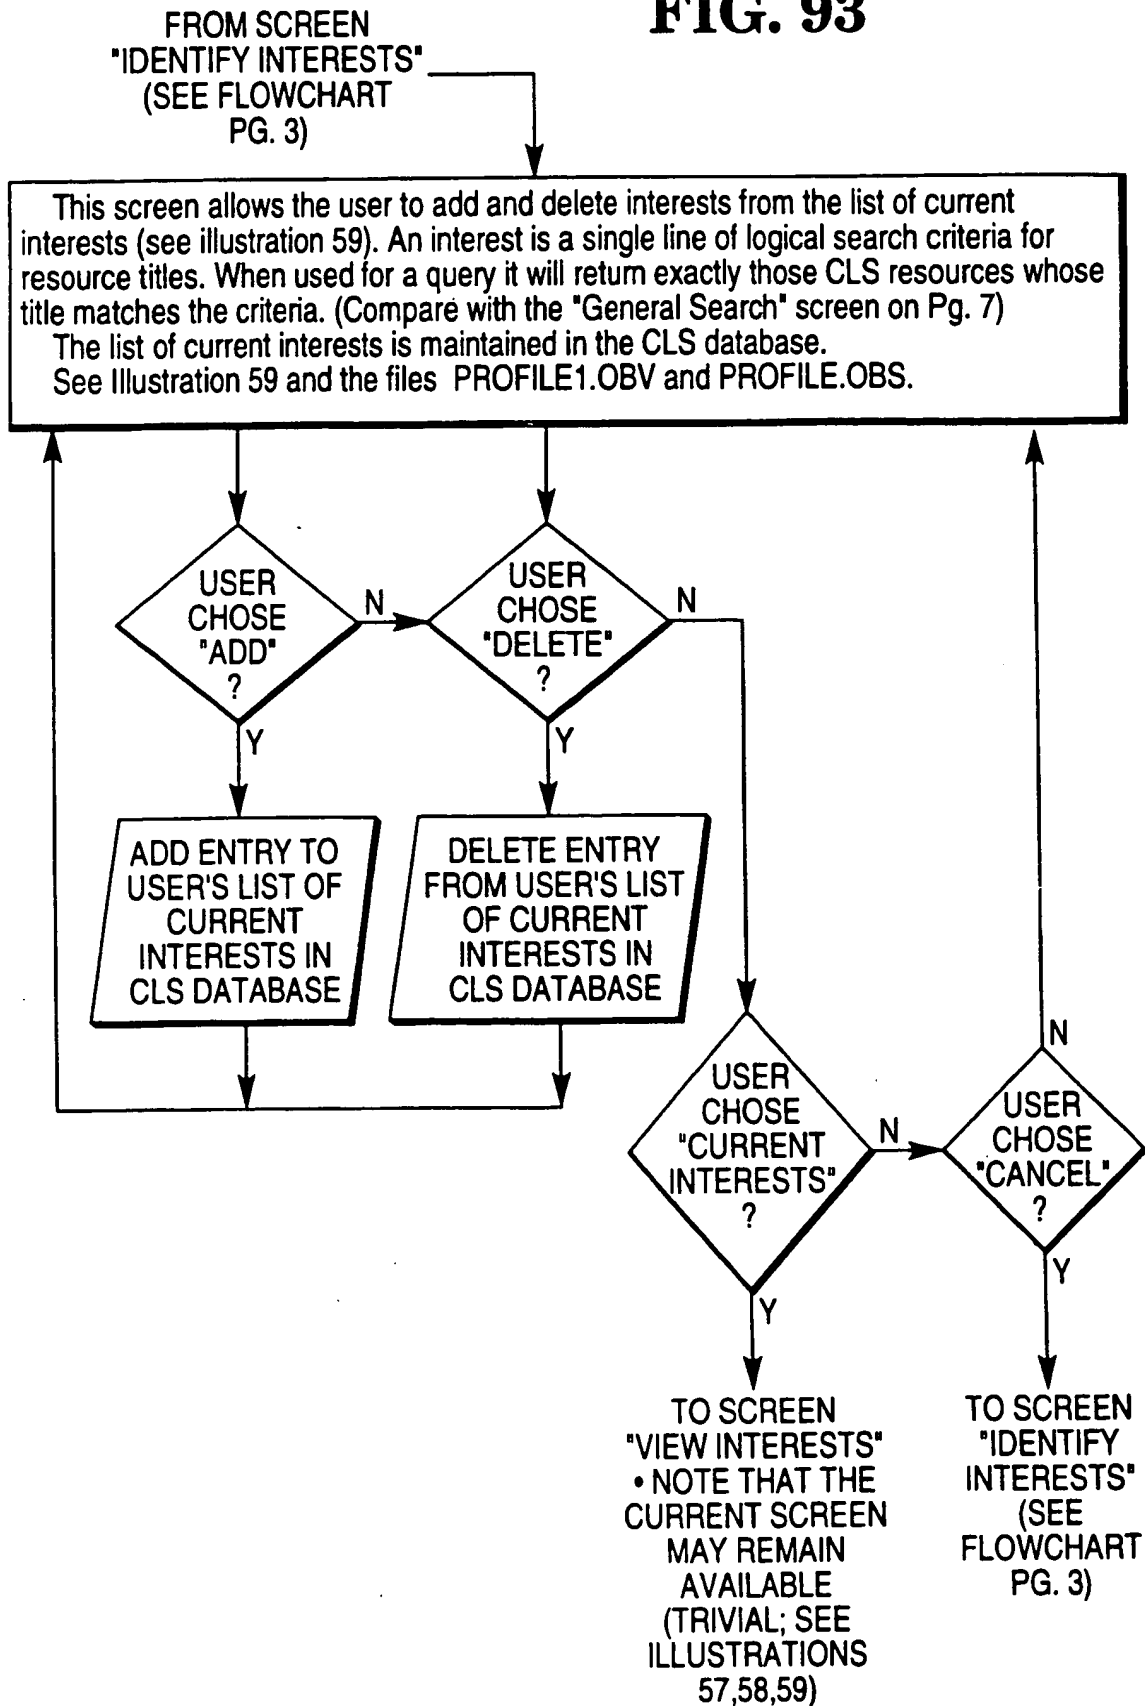 FIG. 93
FROM SCREEN
"IDENTIFY INTERESTS"
(SEE FLOWCHART
PG. 3)
This screen allows the user to add and delete interests from the list of current
interests (see illustration 59). An interest is a single line of logical search criteria for
resource titles. When used for a query it will return exactly those CLS resources whose
title matches the criteria. (Compare with the "General Search" screen on Pg. 7)
The list of current interests is maintained in the CLS database.
See Illustration 59 and the files PROFILE1.OBV and PROFILE.OBS.
USER
CHOSE
"ADD"
?
N
Y
USER
CHOSE
"DELETE"
?
N
Y
ADD ENTRY TO
USER'S LIST OF
CURRENT
INTERESTS IN
CLS DATABASE
DELETE ENTRY
FROM USER'S LIST
OF CURRENT
INTERESTS IN
CLS DATABASE
USER
CHOSE
"CURRENT
INTERESTS"
?
N
Y
USER
CHOSE
"CANCEL"
?
N
Y
TO SCREEN
"VIEW INTERESTS"
• NOTE THAT THE
CURRENT SCREEN
MAY REMAIN
AVAILABLE
(TRIVIAL; SEE
ILLUSTRATIONS
57,58,59)
TO SCREEN
"IDENTIFY
INTERESTS"
(SEE
FLOWCHART
PG. 3)